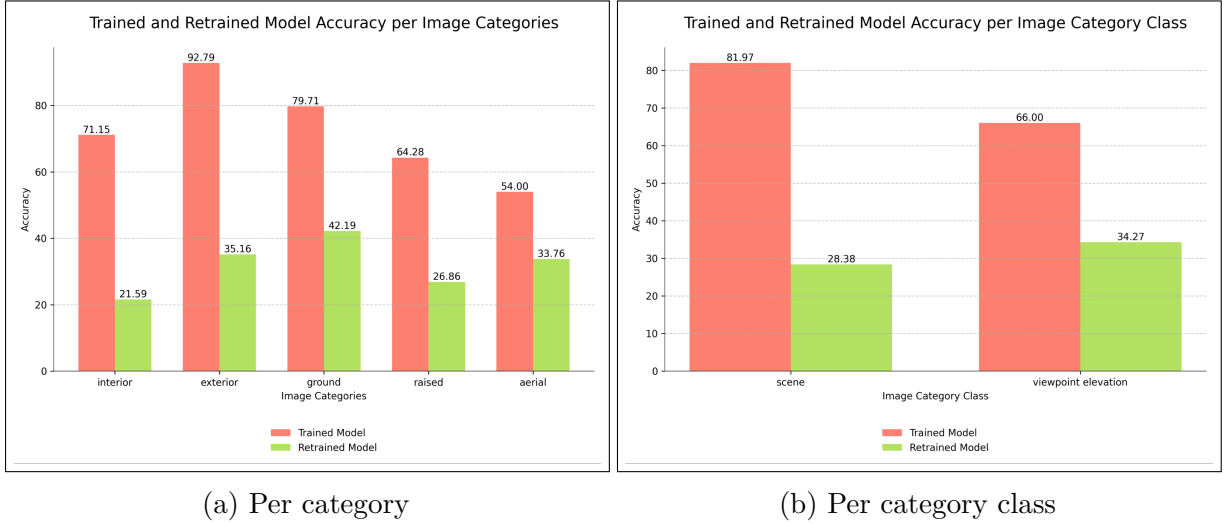 Trained and Retrained Model Accuracy per Image Categories
92.79
79.71
71.15
64.28
54.00
42.19
35.16
33.76
26.86
21.59
80
60
40
20
0
Accuracy
interior exterior ground raised aerial
Image Categories
Trained Model
Retrained Model
(a) Per category
Trained and Retrained Model Accuracy per Image Category Class
81.97
66.00
34.27
28.38
80
70
60
50
40
30
20
10
0
Accuracy
scene viewpoint elevation
Image Category Class
Trained Model
Retrained Model
(b) Per category class